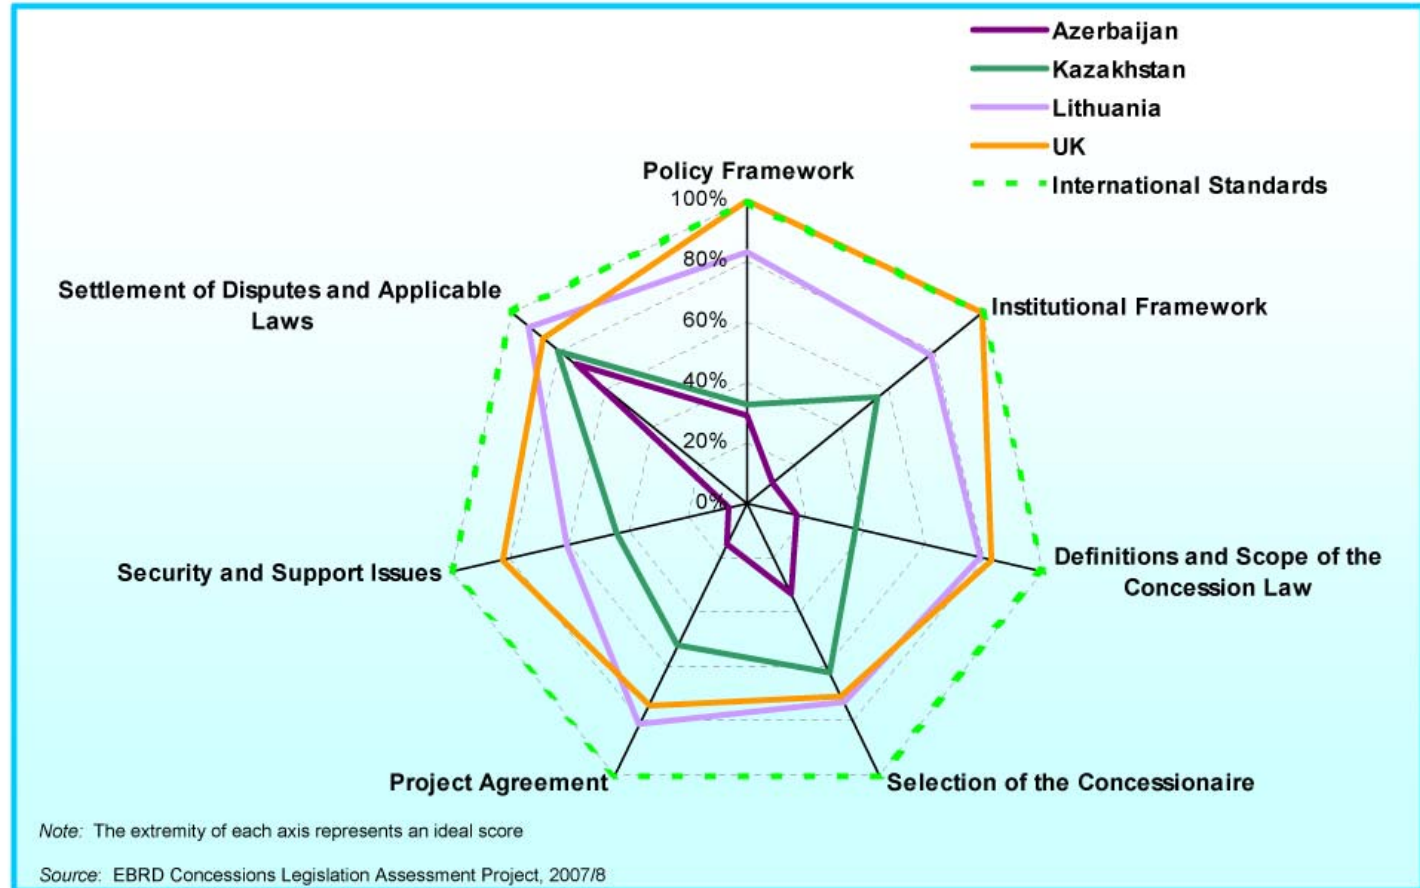 Azerbaijan
Kazakhstan
Lithuania
UK
International Standards
Policy Framework
100%
80%
60%
40%
20%
0%
Settlement of Disputes and Applicable
Laws
Institutional Framework
Definitions and Scope of the
Concession Law
Security and Support Issues
Project Agreement
Selection of the Concessionaire
Note: The extremity of each axis represents an ideal score
Source: EBRD Concessions Legislation Assessment Project, 2007/8